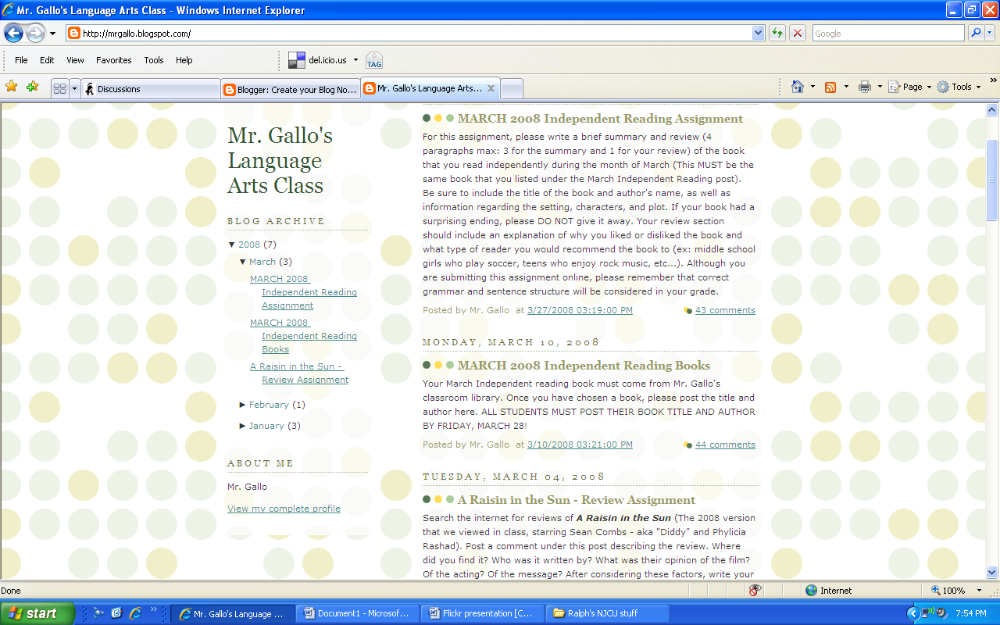 Mr. Gallo's Language Arts Class - Windows Internet Explorer
http://mrgallo.blogspot.com/
Google
File Edit View Favorites Tools Help
del.icio.us
TAG
Discussions
Blogger: Create your Blog No...
Mr. Gallo's Language Arts...
Page
Tools
Mr. Gallo's
Language
Arts Class
BLOG ARCHIVE
▼ 2008 (7)
▼ March (3)
MARCH 2008
Independent Reading
Assignment
MARCH 2008
Independent Reading
Books
A Raisin in the Sun -
Review Assignment
► February (1)
► January (3)
ABOUT ME
Mr. Gallo
View my complete profile
MARCH 2008 Independent Reading Assignment
For this assignment, please write a brief summary and review (4
paragraphs max: 3 for the summary and 1 for your review) of the book
that you read independently during the month of March (This MUST be the
same book that you listed under the March Independent Reading post).
Be sure to include the title of the book and author's name, as well as
information regarding the setting, characters, and plot. If your book had a
surprising ending, please DO NOT give it away. Your review section
should include an explanation of why you liked or disliked the book and
what type of reader you would recommend the book to (ex: middle school
girls who play soccer, teens who enjoy rock music, etc...). Although you
are submitting this assignment online, please remember that correct
grammar and sentence structure will be considered in your grade.
Posted by Mr. Gallo at 3/27/2008 03:19:00 PM
43 comments
MONDAY, MARCH 10, 2008
MARCH 2008 Independent Reading Books
Your March Independent reading book must come from Mr. Gallo's
classroom library. Once you have chosen a book, please post the title and
author here. ALL STUDENTS MUST POST THEIR BOOK TITLE AND AUTHOR
BY FRIDAY, MARCH 28!
Posted by Mr. Gallo at 3/10/2008 03:21:00 PM
44 comments
TUESDAY, MARCH 04, 2008
A Raisin in the Sun - Review Assignment
Search the internet for reviews of A Raisin in the Sun (The 2008 version
that we viewed in class, starring Sean Combs - aka "Diddy" and Phylicia
Rashad). Post a comment under this post describing the review. Where
did you find it? Who was it written by? What was their opinion of the film?
Of the acting? Of the message? After considering these factors, write your
Done
Internet
100%
start
Mr. Gallo's Language ...
Document1 - Microsof...
Flickr presentation [C...
Ralph's NJCU stuff
7:54 PM